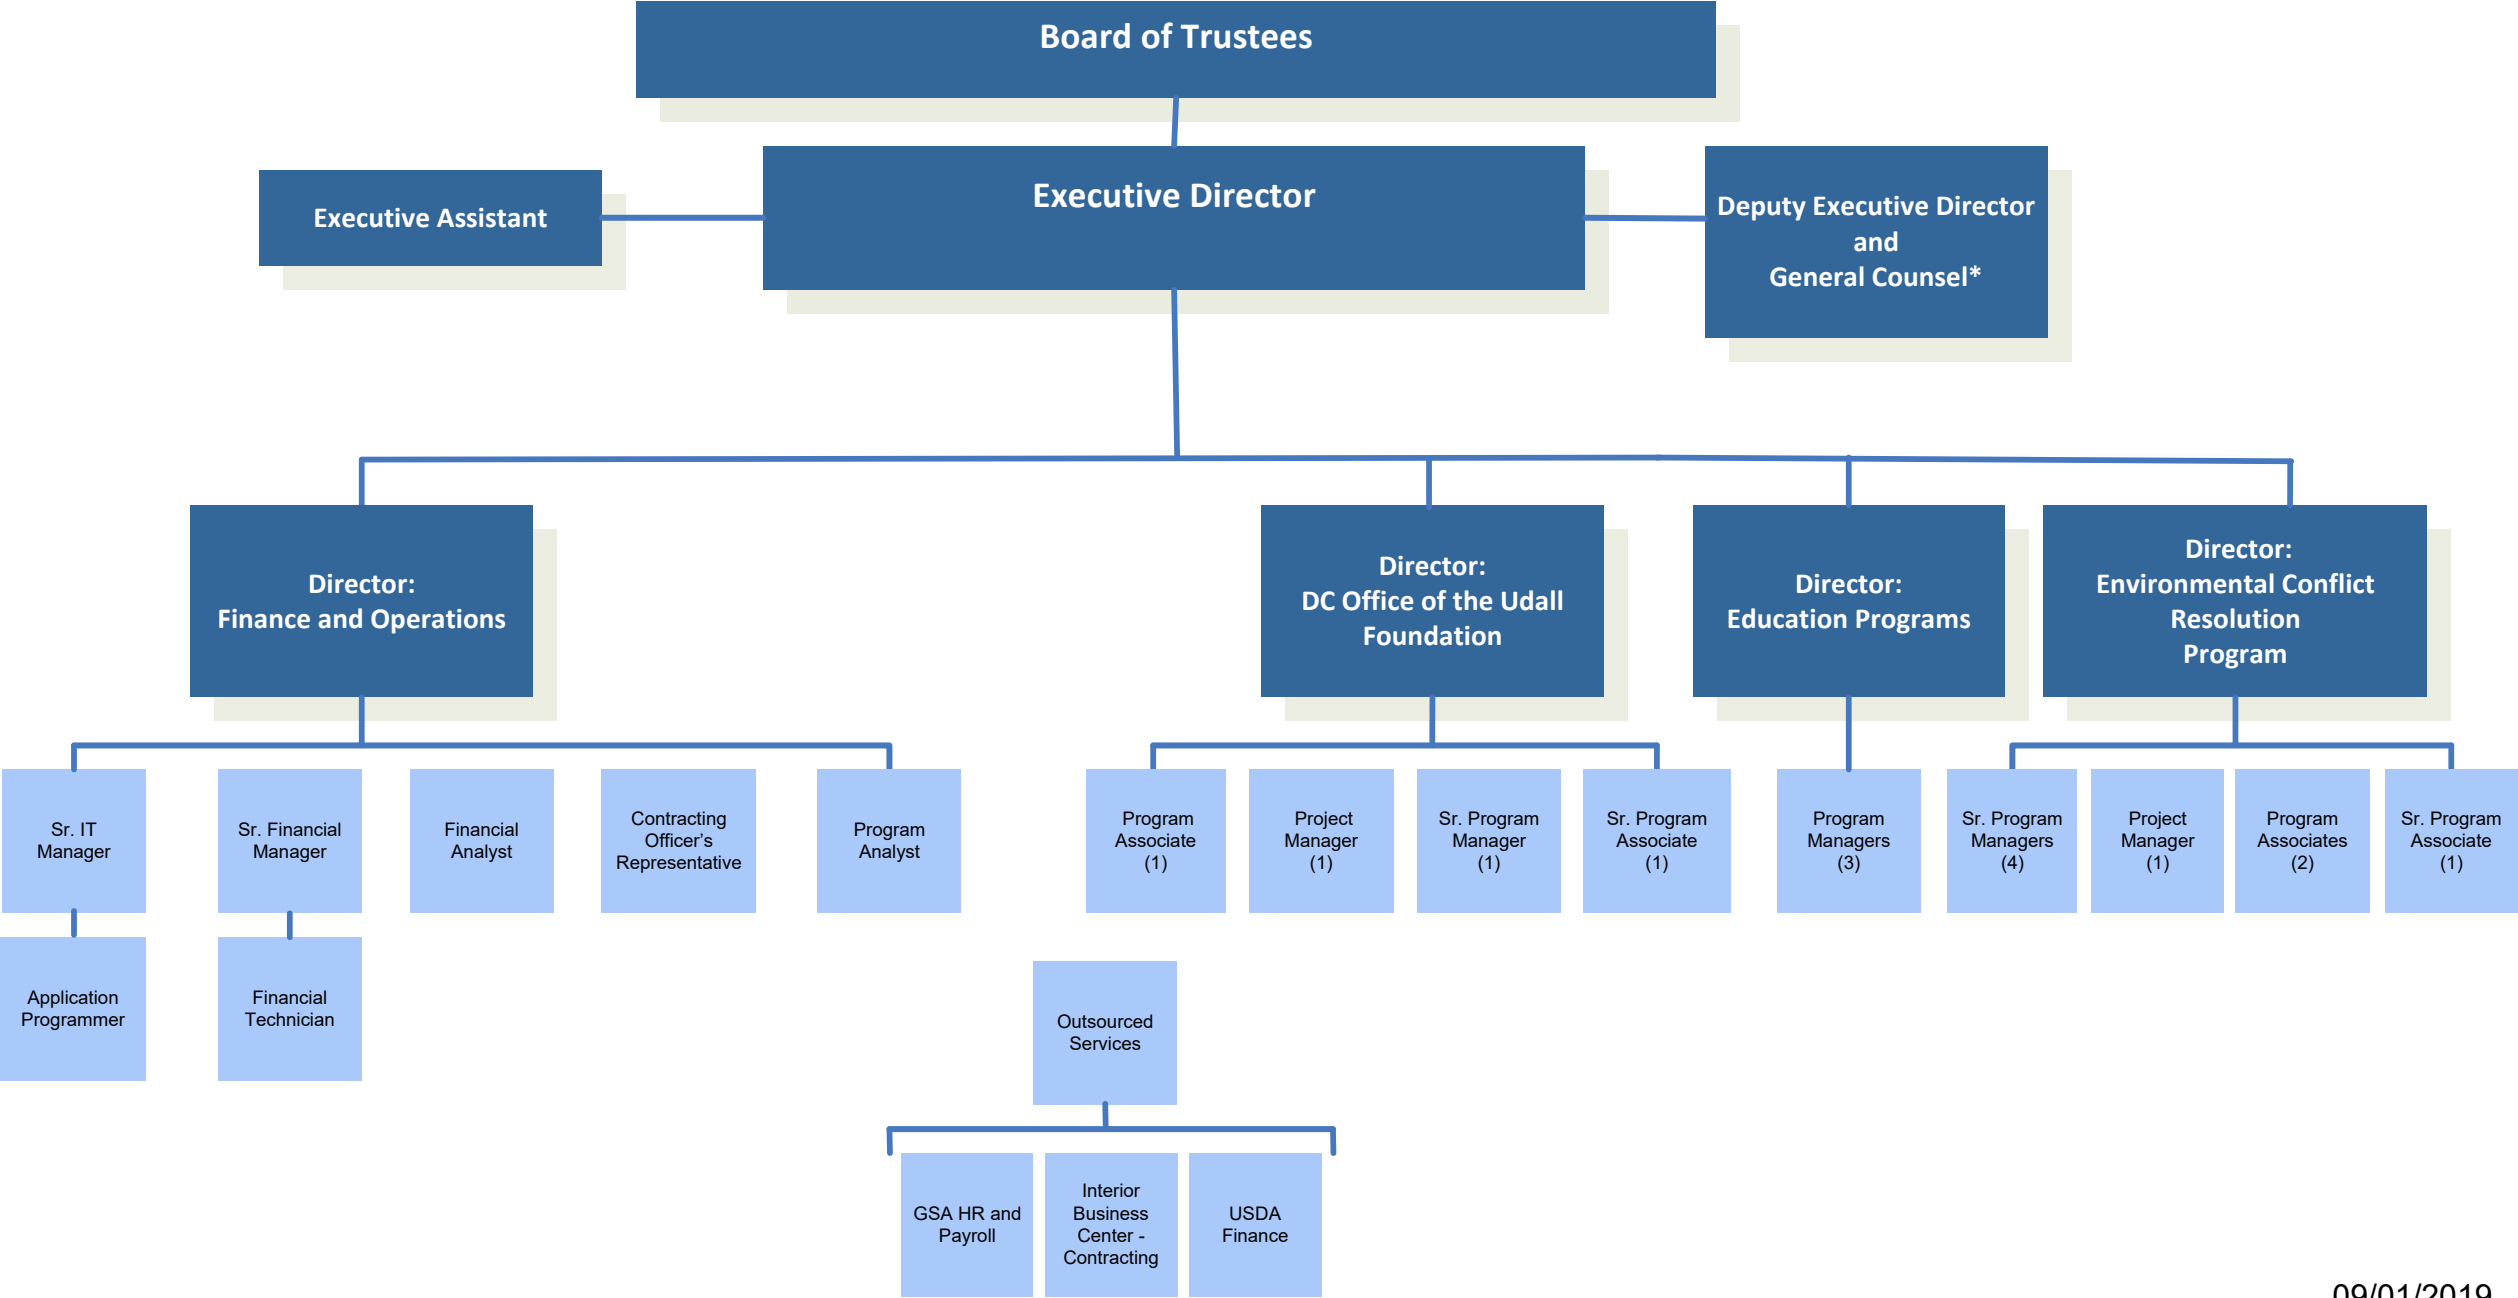 Board of Trustees
Executive Assistant
Executive Director
Deputy Executive Director
and
General Counsel*
Director:
Finance and Operations
Director:
DC Office of the Udall
Foundation
Director:
Education Programs
Director:
Environmental Conflict
Resolution
Program
Sr. IT
Manager
Sr. Financial
Manager
Financial
Analyst
Contracting
Officer’s
Representative
Program
Analyst
Program
Associate
(1)
Project
Manager
(1)
Sr. Program
Manager
(1)
Sr. Program
Associate
(1)
Program
Managers
(3)
Sr. Program
Managers
(4)
Project
Manager
(1)
Program
Associates
(2)
Sr. Program
Associate
(1)
Application
Programmer
Financial
Technician
Outsourced
Services
GSA HR and
Payroll
Interior
Business
Center -
Contracting
USDA
Finance
09/01/2019